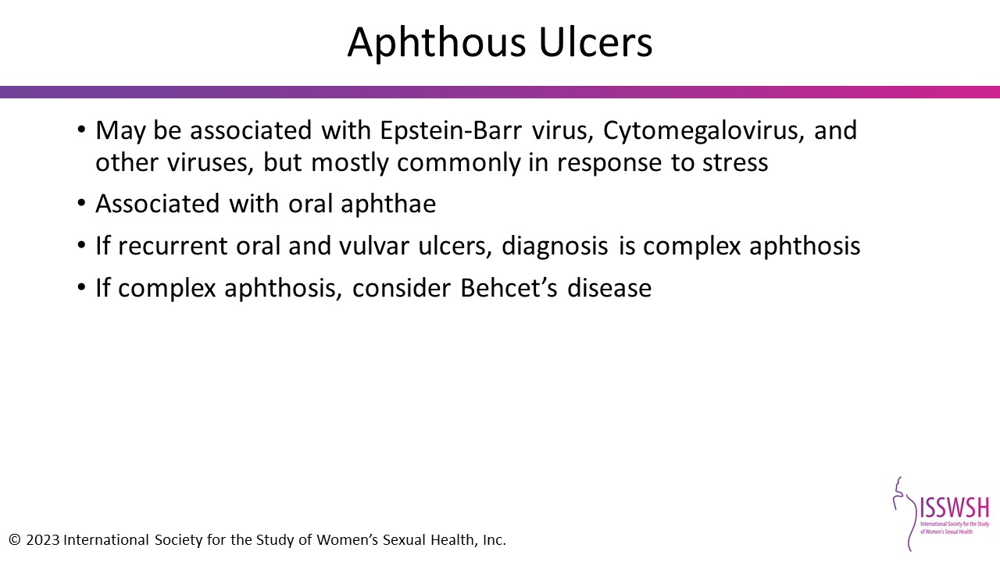 Aphthous Ulcers
• May be associated with Epstein-Barr virus, Cytomegalovirus, and
other viruses, but mostly commonly in response to stress
• Associated with oral aphthae
• If recurrent oral and vulvar ulcers, diagnosis is complex aphthosis
• If complex aphthosis, consider Behcet’s disease
ISSWSH
International Society for the Study
of Women's Sexual Health
© 2023 International Society for the Study of Women’s Sexual Health, Inc.